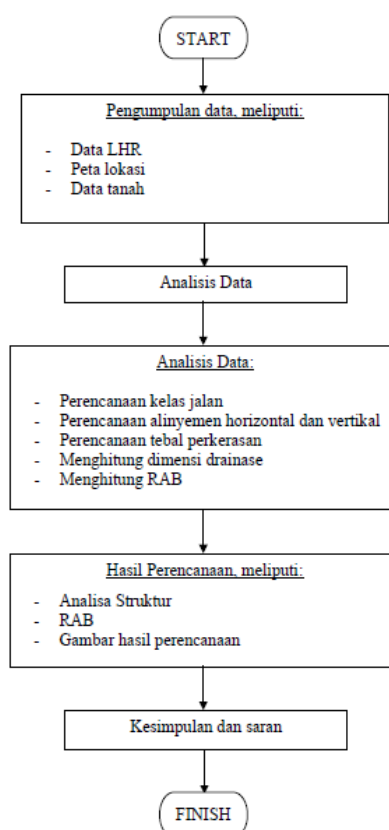 START
Pengumpulan data, meliputi:
- Data LHR
- Peta lokasi
- Data tanah
Analisis Data
Analisis Data:
- Perencanaan kelas jalan
- Perencanaan alinyemen horizontal dan vertikal
- Perencanaan tebal perkerasan
- Menghitung dimensi drainase
- Menghitung RAB
Hasil Perencanaan, meliputi:
- Analisa Struktur
- RAB
- Gambar hasil perencanaan
Kesimpulan dan saran
FINISH